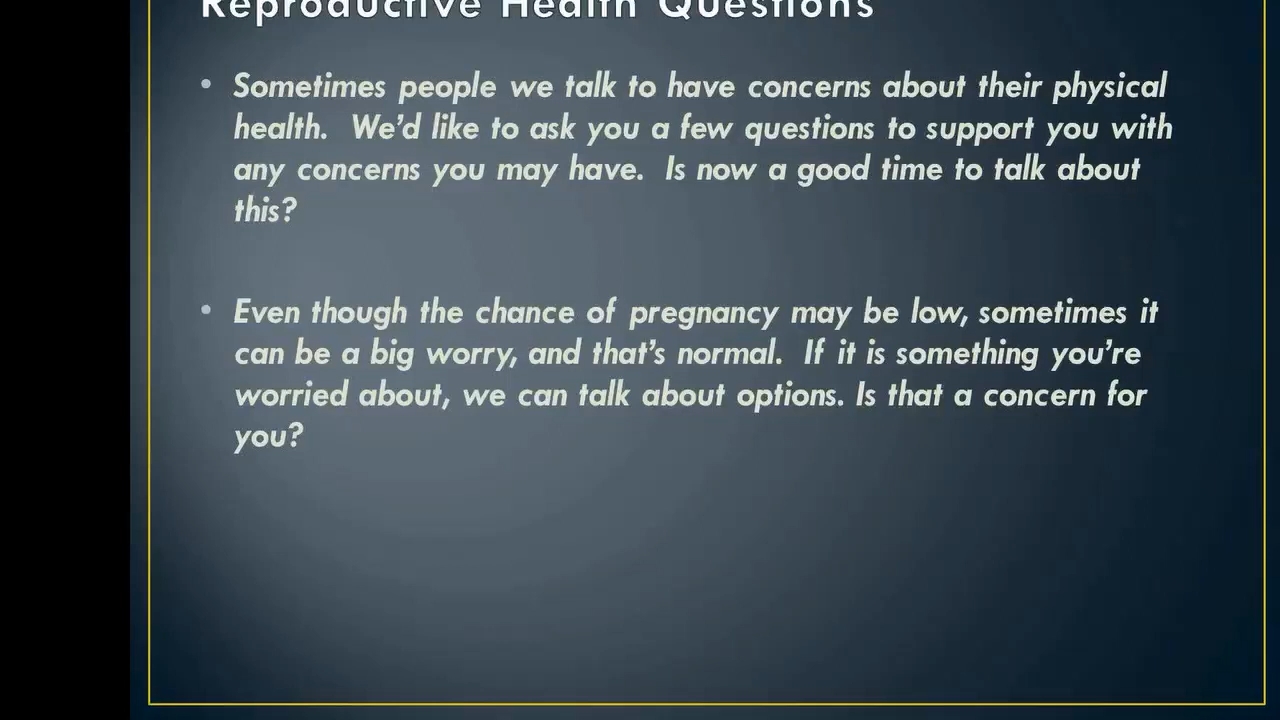 Reproductive Health Questions
• Sometimes people we talk to have concerns about their physical
health.  We’d like to ask you a few questions to support you with
any concerns you may have.  Is now a good time to talk about
this?
• Even though the chance of pregnancy may be low, sometimes it
can be a big worry, and that’s normal.  If it is something you’re
worried about, we can talk about options. Is that a concern for
you?